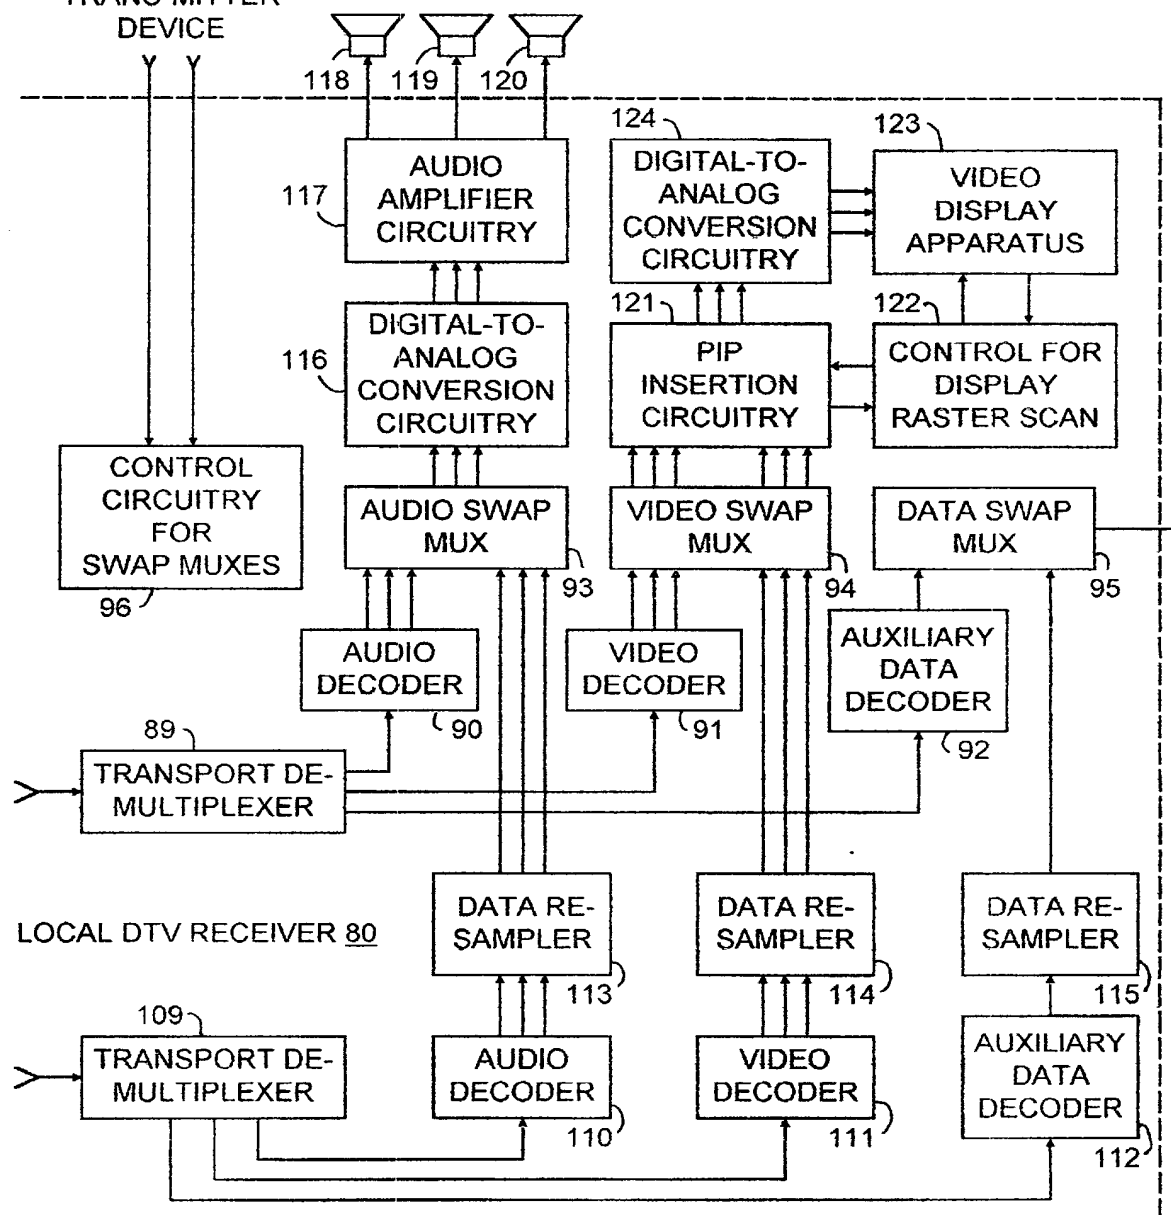 DEVICE
118
119
120
124
123
AUDIO
AMPLIFIER
CIRCUITRY
117
DIGITAL-TO-
ANALOG
CONVERSION
CIRCUITRY
VIDEO
DISPLAY
APPARATUS
121
122
DIGITAL-TO-
ANALOG
CONVERSION
CIRCUITRY
116
PIP
INSERTION
CIRCUITRY
CONTROL FOR
DISPLAY
RASTER SCAN
CONTROL
CIRCUITRY
FOR
SWAP MUXES
96
AUDIO SWAP
MUX
93
VIDEO SWAP
MUX
94
DATA SWAP
MUX
95
AUDIO
DECODER
90
VIDEO
DECODER
91
AUXILIARY
DATA
DECODER
92
89
TRANSPORT DE-
MULTIPLEXER
LOCAL DTV RECEIVER 80
DATA RE-
SAMPLER
113
DATA RE-
SAMPLER
114
DATA RE-
SAMPLER
115
109
TRANSPORT DE-
MULTIPLEXER
AUDIO
DECODER
110
VIDEO
DECODER
111
AUXILIARY
DATA
DECODER
112